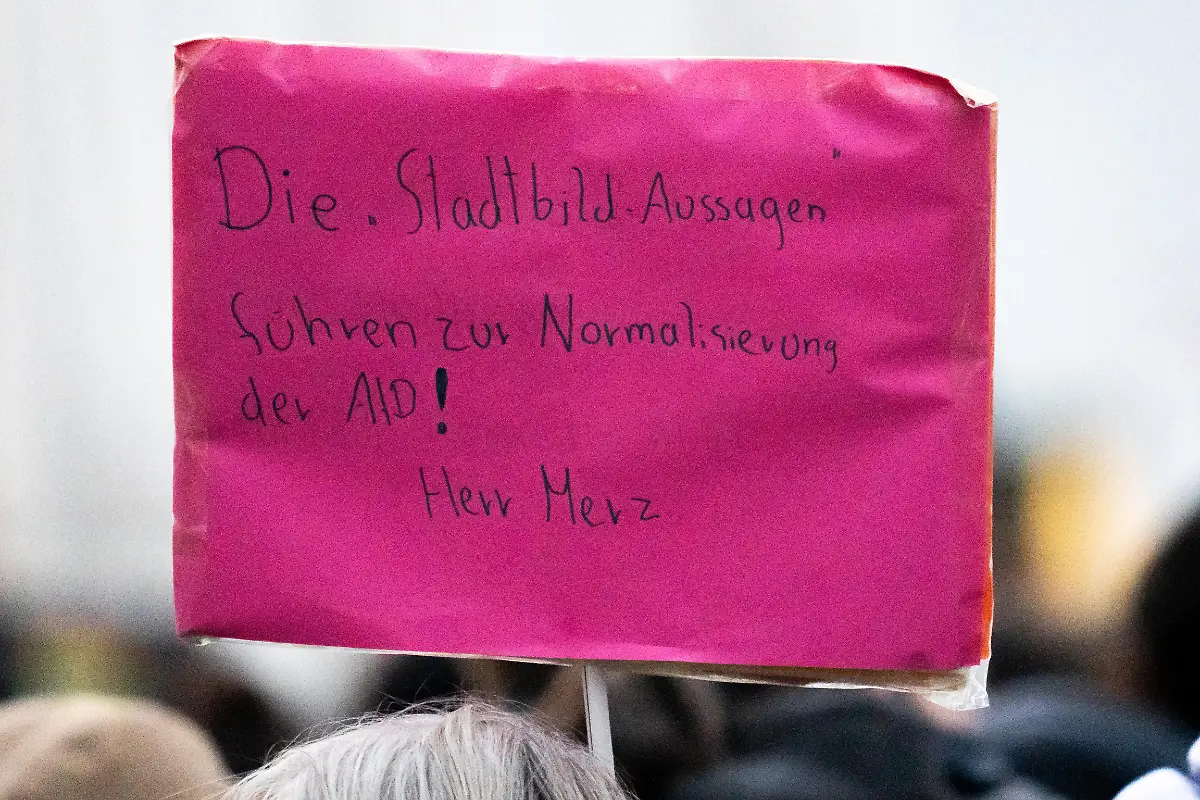 Die „Stadtbild-Aussagen"
führen zur Normalisierung
der AfD!
Herr Merz